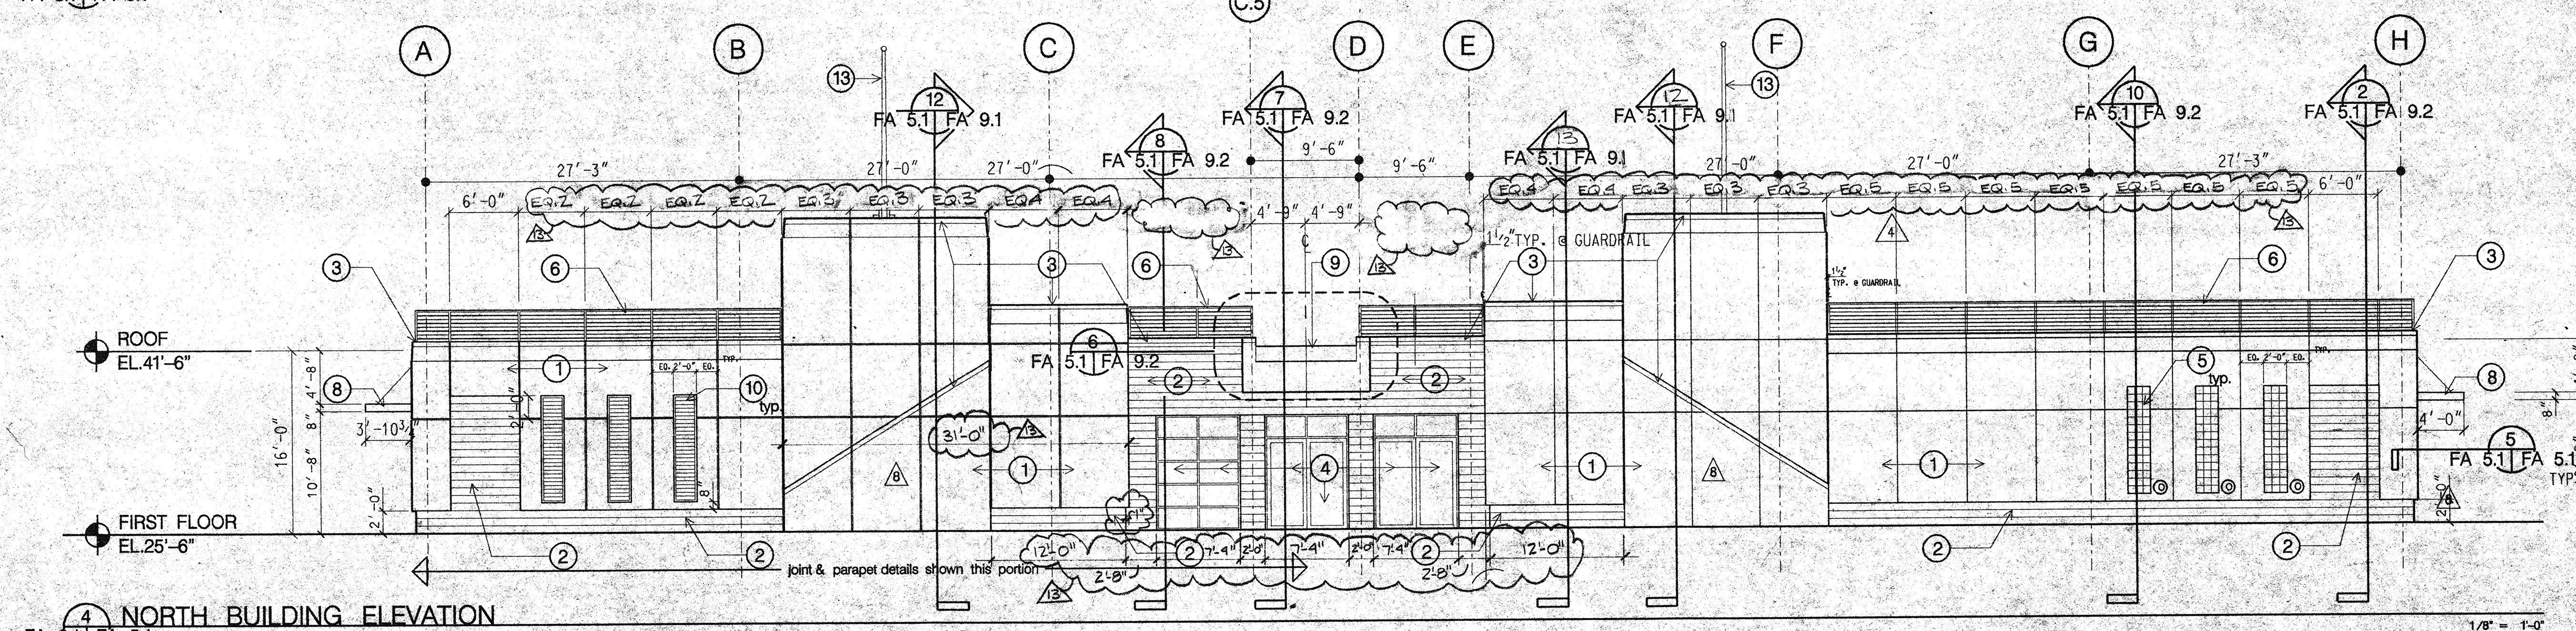 C.5
A B C D E F G H
13 13
12
FA 5.1 FA 9.1
7
FA 5.1 FA 9.2
12
FA 5.1 FA 9.1
10
FA 5.1 FA 9.2
2
FA 5.1 FA 9.2
8
FA 5.1 FA 9.2
13
FA 5.1 FA 9.1
27'-3" 27'-0" 27'-0" 9'-6" 9'-6" 27'-0" 27'-0" 27'-3"
6'-0" EQ.2 EQ.2 EQ.2 EQ.2 EQ.3 EQ.3 EQ.3 EQ.4 EQ.4 4'-9" 4'-9" EQ.4 EQ.4 EQ.3 EQ.3 EQ.3 EQ.5 EQ.5 EQ.5 EQ.5 EQ.5 EQ.5 EQ.5 6'-0"
13 13 13 4 13
1 1/2" TYP. @ GUARDRAIL
3 6 3 6 9 3 6 3
1 1/2"
TYP. @ GUARDRAIL
ROOF
EL.41'-6"
6
FA 5.1 FA 9.2
EQ. 2'-0" EQ. TYP.
EQ. 2'-0" EQ. TYP.
8 1 10 2 2 5 8
typ. typ.
4'-8"
8"
10'-8"
16'-0"
2'-0"
3'-10 3/4"
2'-0"
8"
31'-0" 13
4'-0"
8"
5
FA 5.1 FA 5.1
TYP
8 1 4 1 8 1 8
2'-0"
FIRST FLOOR
EL.25'-6"
2 2 2 2 2 2
12'-0" 7'-4" 2'-0" 7'-4" 2'-0" 7'-4" 12'-0"
2'-8" 2'-8"
joint & parapet details shown this portion
13
4 NORTH BUILDING ELEVATION
1/8" = 1'-0"